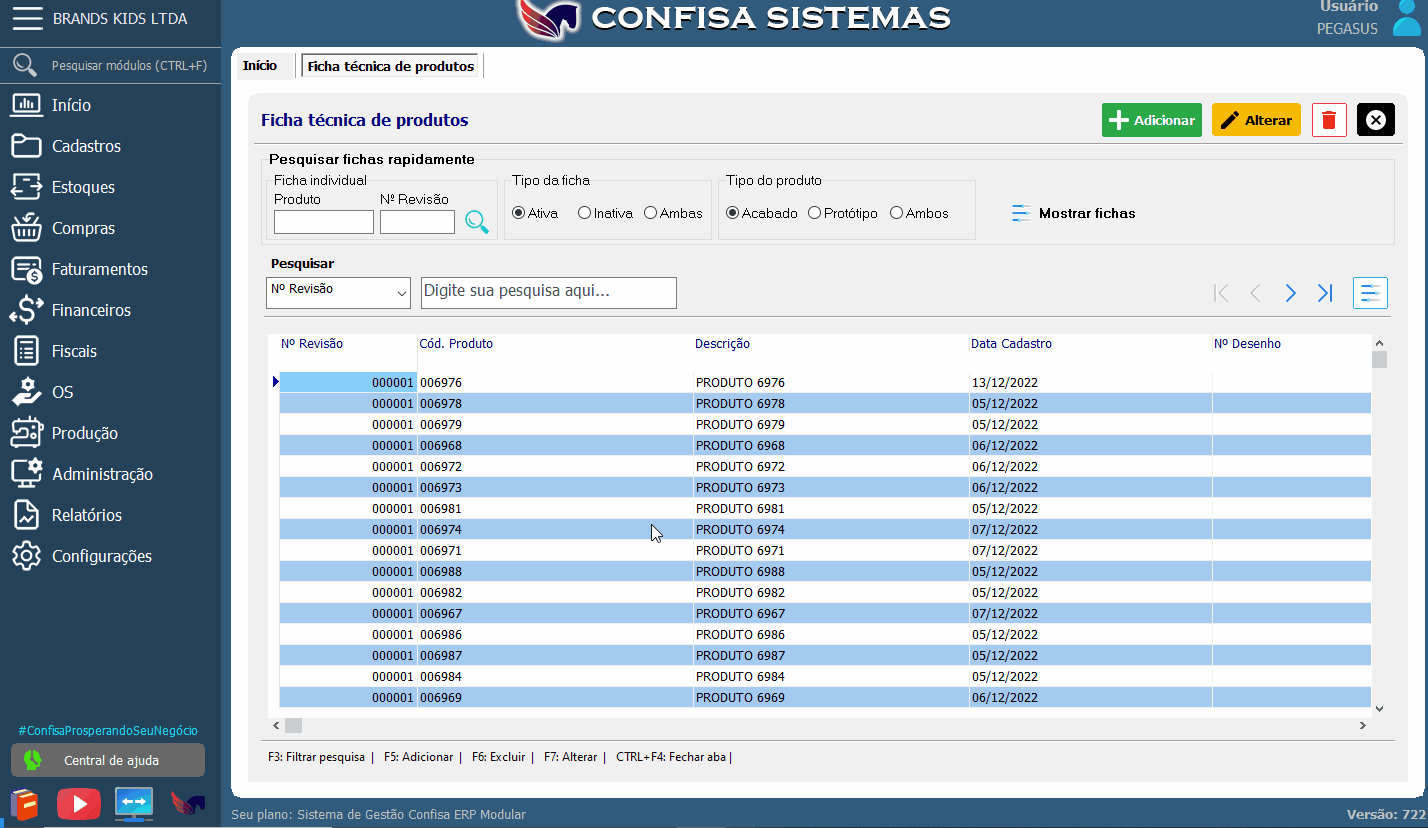 BRANDS KIDS LTDA
CONFISA SISTEMAS
Usuário
PEGASUS
Pesquisar módulos (CTRL+F)
Início
Cadastros
Estoques
Compras
Faturamentos
Financeiros
Fiscais
OS
Produção
Administração
Relatórios
Configurações
#ConfisaProsperandoSeuNegócio
Central de ajuda
Início
Ficha técnica de produtos
Ficha técnica de produtos
Adicionar
Alterar
Pesquisar fichas rapidamente
Ficha individual
Produto
Nº Revisão
Tipo da ficha
Ativa Inativa Ambas
Tipo do produto
Acabado Protótipo Ambos
Mostrar fichas
Pesquisar
Nº Revisão
Digite sua pesquisa aqui...
Nº Revisão Cód. Produto Descrição Data Cadastro Nº Desenho
000001 006976 PRODUTO 6976 13/12/2022
000001 006978 PRODUTO 6978 05/12/2022
000001 006979 PRODUTO 6979 05/12/2022
000001 006968 PRODUTO 6968 06/12/2022
000001 006972 PRODUTO 6972 06/12/2022
000001 006973 PRODUTO 6973 06/12/2022
000001 006981 PRODUTO 6981 05/12/2022
000001 006974 PRODUTO 6974 07/12/2022
000001 006971 PRODUTO 6971 07/12/2022
000001 006988 PRODUTO 6988 05/12/2022
000001 006982 PRODUTO 6982 05/12/2022
000001 006967 PRODUTO 6967 07/12/2022
000001 006986 PRODUTO 6986 05/12/2022
000001 006987 PRODUTO 6987 05/12/2022
000001 006984 PRODUTO 6984 05/12/2022
000001 006969 PRODUTO 6969 06/12/2022
F3: Filtrar pesquisa | F5: Adicionar | F6: Excluir | F7: Alterar | CTRL+F4: Fechar aba |
Seu plano: Sistema de Gestão Confisa ERP Modular
Versão: 722